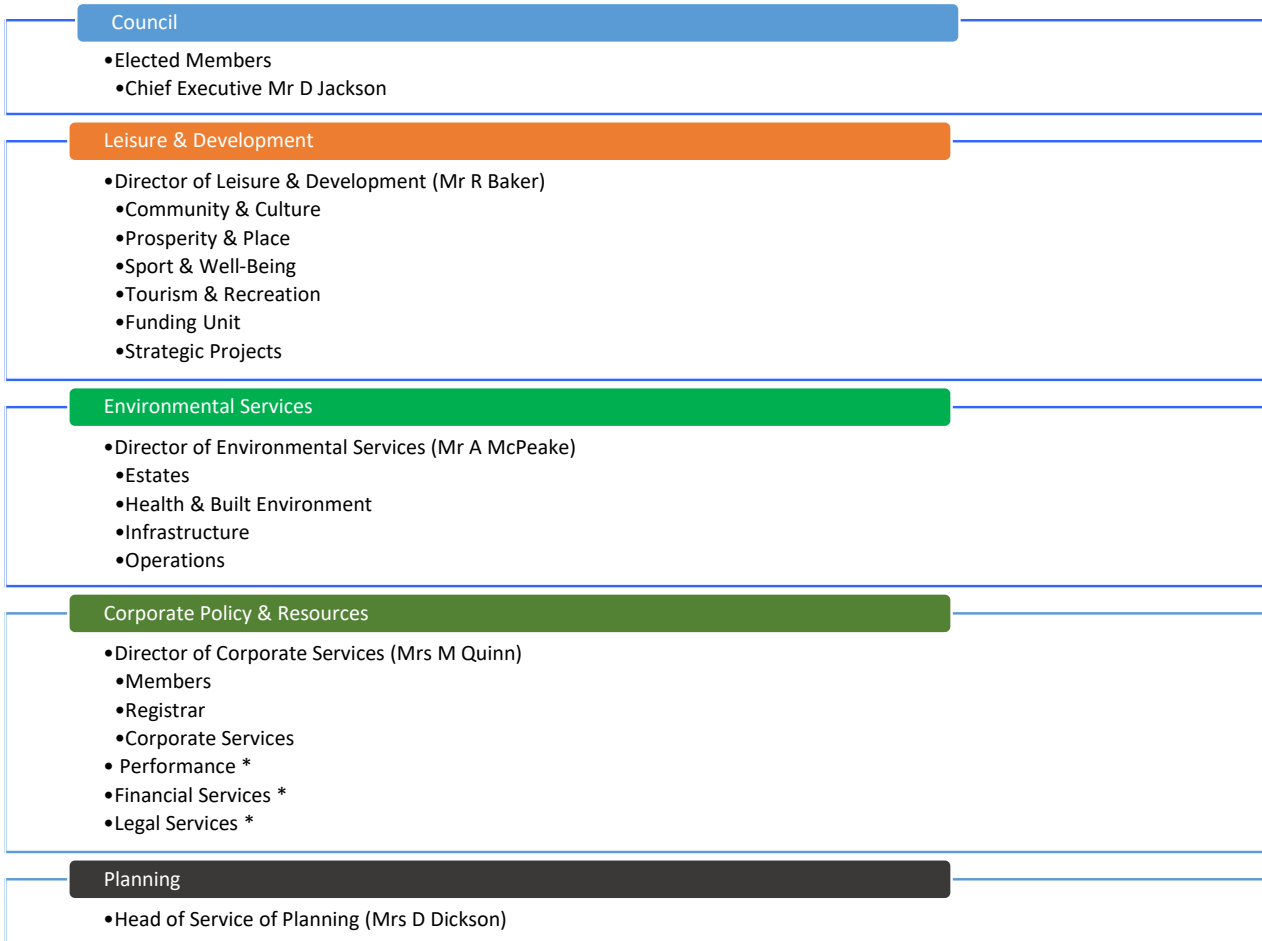 Council
•Elected Members
•Chief Executive Mr D Jackson
Leisure & Development
•Director of Leisure & Development (Mr R Baker)
•Community & Culture
•Prosperity & Place
•Sport & Well-Being
•Tourism & Recreation
•Funding Unit
•Strategic Projects
Environmental Services
•Director of Environmental Services (Mr A McPeake)
•Estates
•Health & Built Environment
•Infrastructure
•Operations
Corporate Policy & Resources
•Director of Corporate Services (Mrs M Quinn)
•Members
•Registrar
•Corporate Services
• Performance *
•Financial Services *
•Legal Services *
Planning
•Head of Service of Planning (Mrs D Dickson)